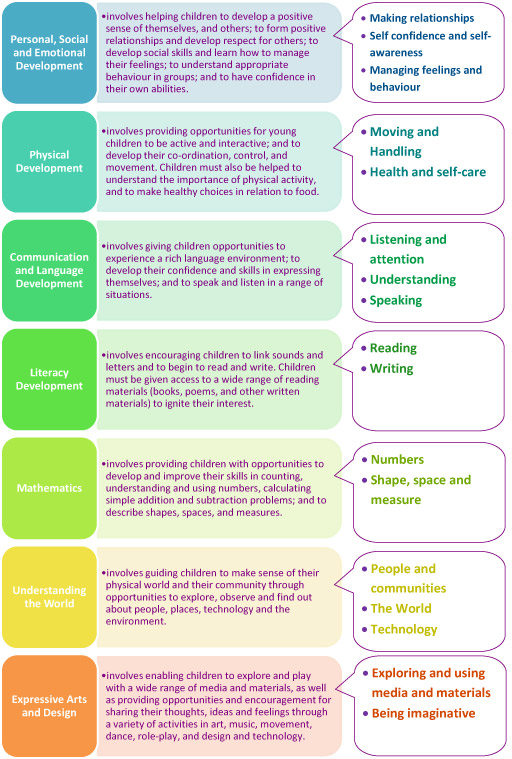 Personal, Social
and Emotional
Development
•involves helping children to develop a positive
sense of themselves, and others; to form positive
relationships and develop respect for others; to
develop social skills and learn how to manage
their feelings; to understand appropriate
behaviour in groups; and to have confidence in
their own abilities.
• Making relationships
• Self confidence and self-
awareness
• Managing feelings and
behaviour
Physical
Development
•involves providing opportunities for young
children to be active and interactive; and to
develop their co-ordination, control, and
movement. Children must also be helped to
understand the importance of physical activity,
and to make healthy choices in relation to food.
• Moving and
Handling
• Health and self-care
Communication
and Language
Development
•involves giving children opportunities to
experience a rich language environment; to
develop their confidence and skills in expressing
themselves; and to speak and listen in a range of
situations.
• Listening and
attention
• Understanding
• Speaking
Literacy
Development
•involves encouraging children to link sounds and
letters and to begin to read and write. Children
must be given access to a wide range of reading
materials (books, poems, and other written
materials) to ignite their interest.
• Reading
• Writing
Mathematics
•involves providing children with opportunities to
develop and improve their skills in counting,
understanding and using numbers, calculating
simple addition and subtraction problems; and to
describe shapes, spaces, and measures.
• Numbers
• Shape, space and
measure
Understanding
the World
•involves guiding children to make sense of their
physical world and their community through
opportunities to explore, observe and find out
about people, places, technology and the
environment.
• People and
communities
• The World
• Technology
Expressive Arts
and Design
•involves enabling children to explore and play
with a wide range of media and materials, as well
as providing opportunities and encouragement for
sharing their thoughts, ideas and feelings through
a variety of activities in art, music, movement,
dance, role-play, and design and technology.
• Exploring and using
media and materials
• Being imaginative